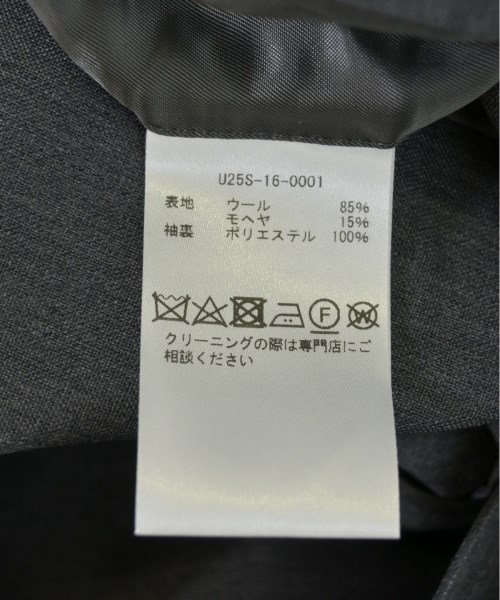 U25S-16-0001
表地 ウール 85%
モヘヤ 15%
袖裏 ポリエステル 100%
F W
クリーニングの際は専門店にご
相談ください